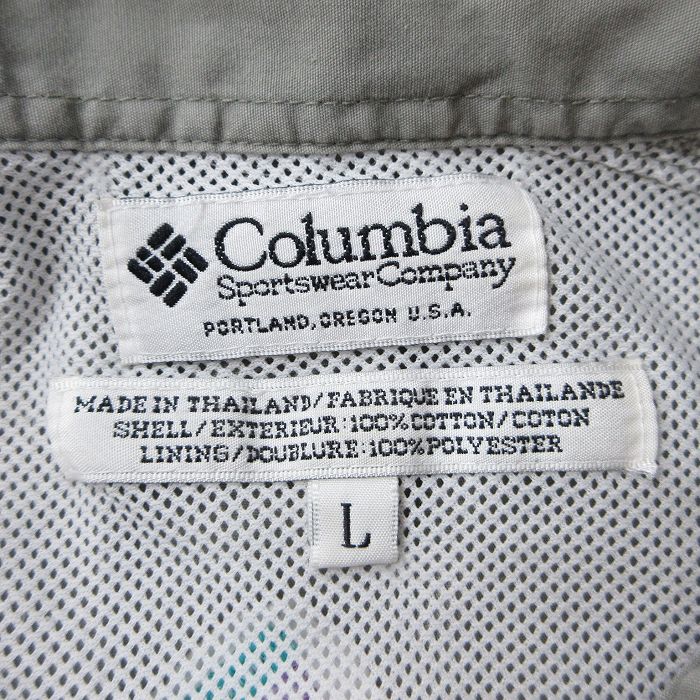 Columbia
Sportswear Company
PORTLAND, OREGON U.S.A.
MADE IN THAILAND/FABRIQUE EN THAILANDE
SHELL/EXTERIEUR:100% COTTON/COTON
LINING/DOUBLURE:100% POLYESTER
L